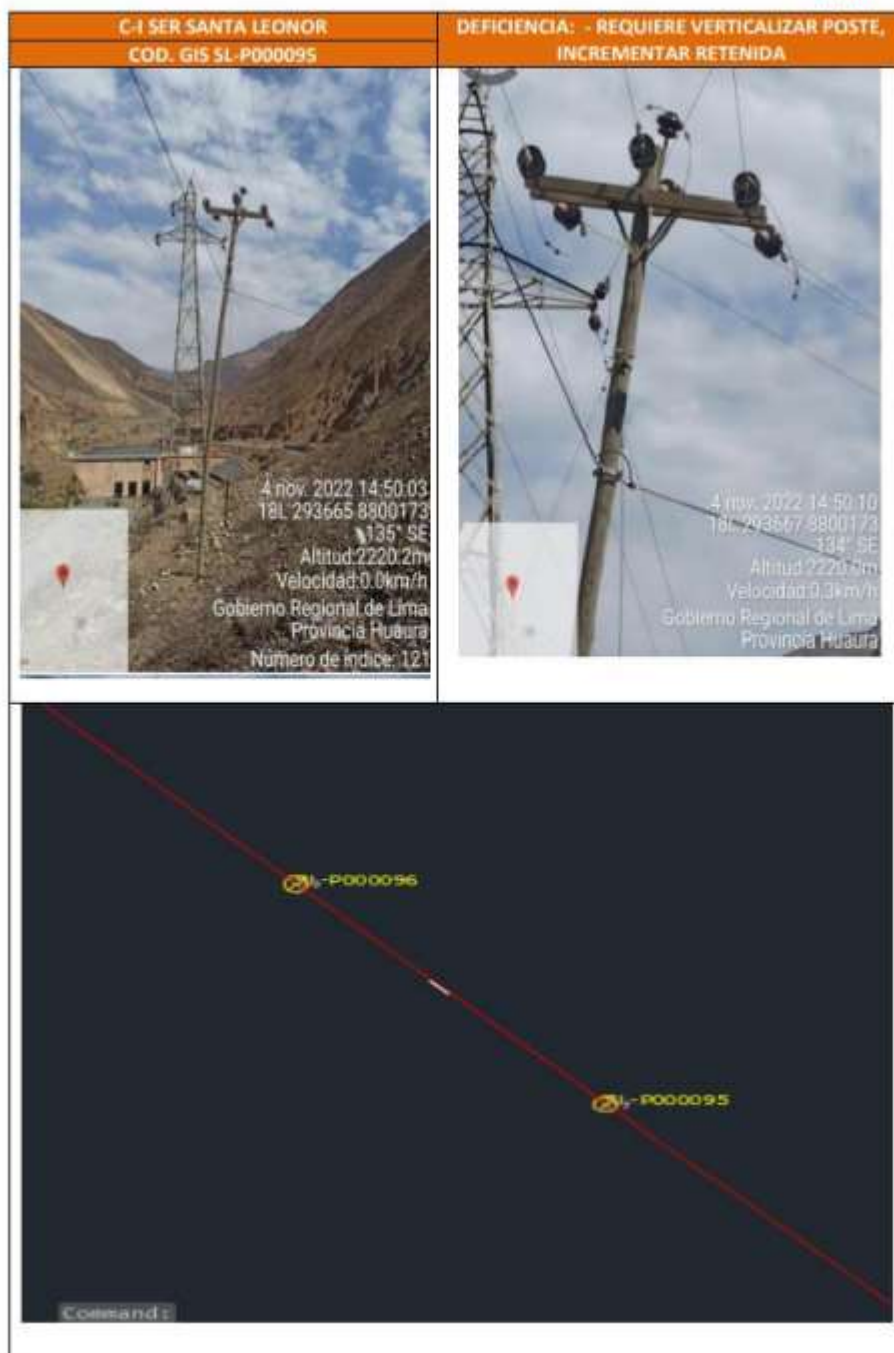 C-I SER SANTA LEONOR
COD. GIS SL-P000095
DEFICIENCIA: - REQUIERE VERTICALIZAR POSTE,
INCREMENTAR RETENIDA
4 nov. 2022 14:50:03
18L 293665 8800173
135° SE
Altitud:2220.2m
Velocidad:0.0km/h
Gobierno Regional de Lima
Provincia Huaura
Número de índice: 121
4 nov. 2022 14:50:10
18L 293667 8800173
134° SE
Altitud:2220.0m
Velocidad:0.3km/h
Gobierno Regional de Lima
Provincia Huaura
SL-P000096
SL-P000095
Command: